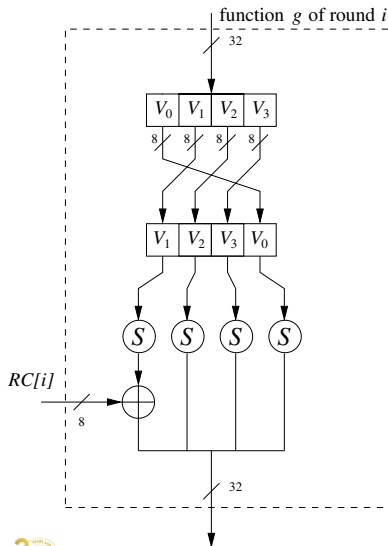 function g of round i
32
V0 V1 V2 V3
8 8 8 8
V1 V2 V3 V0
S S S S
RC[i]
8
32